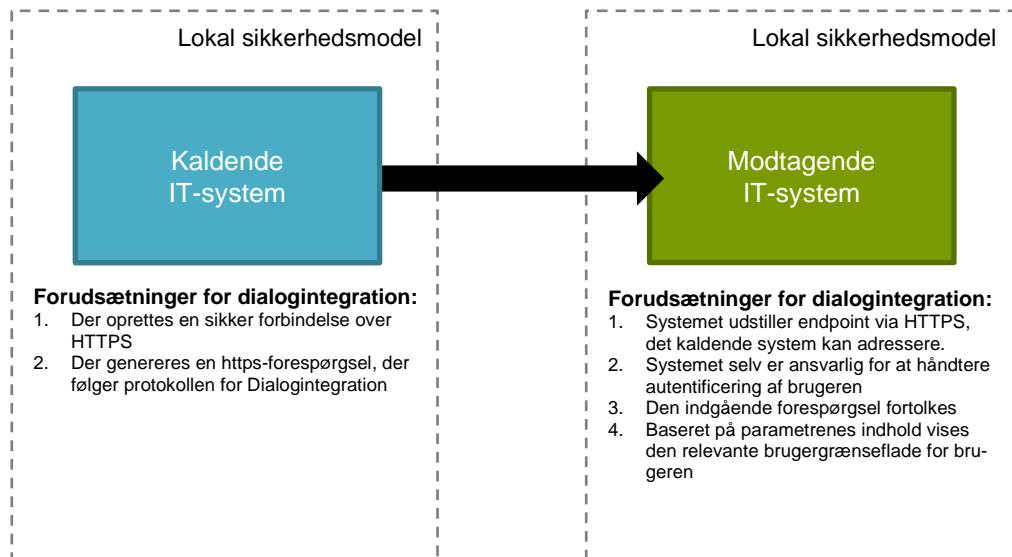 Lokal sikkerhedsmodel
Kaldende
IT-system
Forudsætninger for dialogintegration:
1. Der oprettes en sikker forbindelse over
HTTPS
2. Der genereres en https-forespørgsel, der
følger protokollen for Dialogintegration
Lokal sikkerhedsmodel
Modtagende
IT-system
Forudsætninger for dialogintegration:
1. Systemet udstiller endpoint via HTTPS,
det kaldende system kan adressere.
2. Systemet selv er ansvarlig for at håndtere
autentificering af brugeren
3. Den indgående forespørgsel fortolkes
4. Baseret på parametrenes indhold vises
den relevante brugergrænseflade for bru-
geren